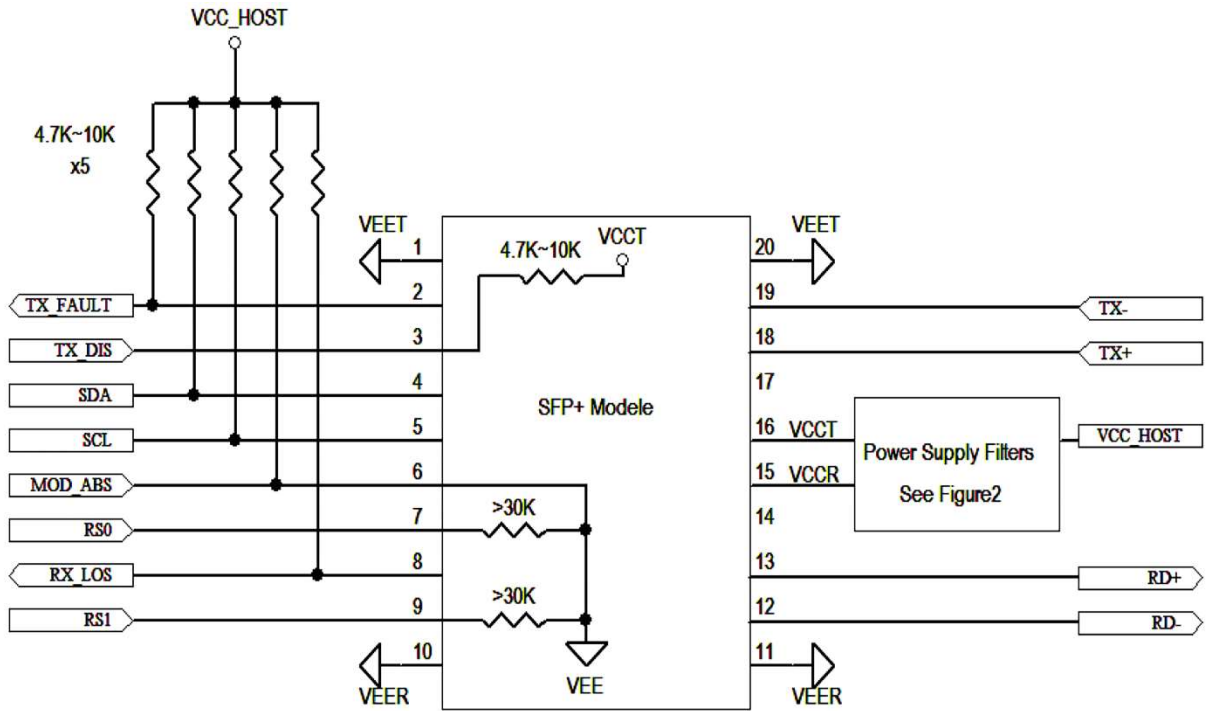 VCC_HOST
4.7K~10K
x5
VEET
1
4.7K~10K
VCCT
20
VEET
TX_FAULT
2
19
TX-
TX_DIS
3
18
TX+
SDA
4
17
SFP+ Modele
SCL
5
16
VCCT
Power Supply Filters
See Figure2
VCC_HOST
MOD_ABS
6
15
VCCR
RS0
7
>30K
14
RX_LOS
8
13
RD+
RS1
9
>30K
12
RD-
10
VEER
VEE
11
VEER